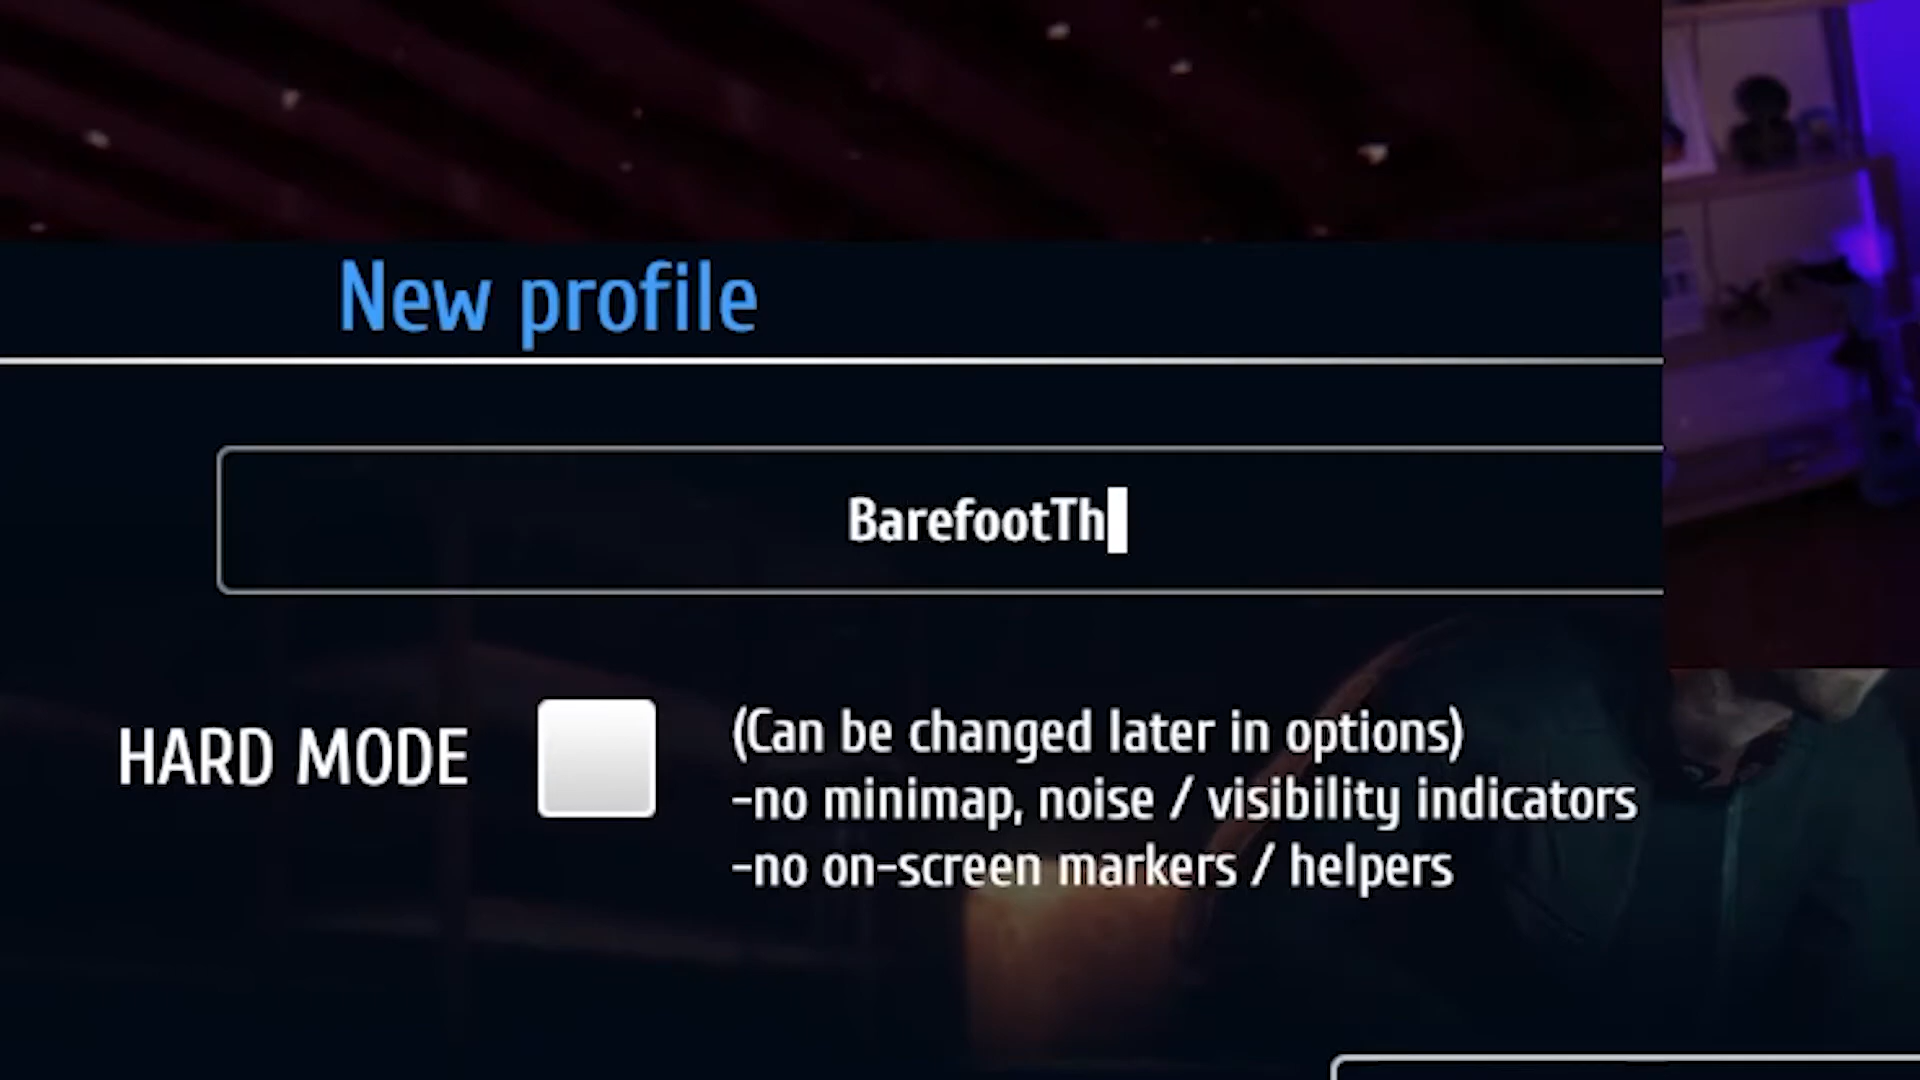 New profile
BarefootTh
HARD MODE
(Can be changed later in options)
-no minimap, noise / visibility indicators
-no on-screen markers / helpers